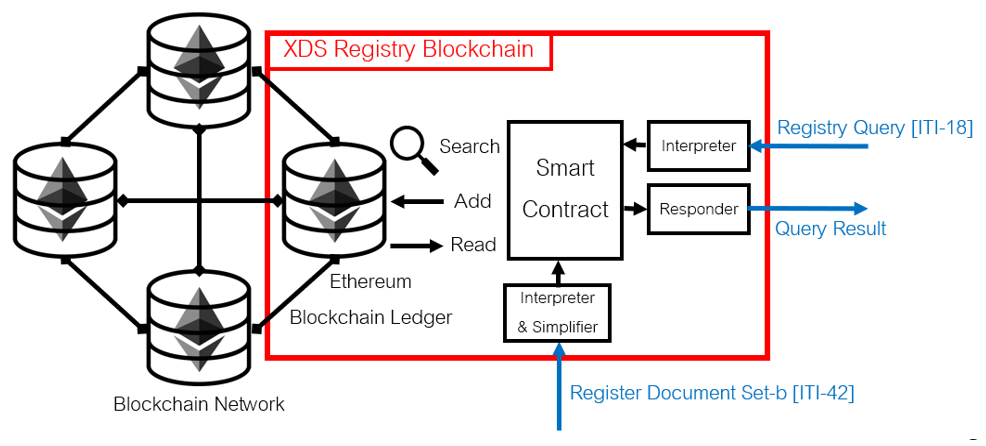 XDS Registry Blockchain
Search
Add
Read
Smart
Contract
Interpreter
Registry Query [ITI-18]
Responder
Query Result
Ethereum
Blockchain Ledger
Interpreter
& Simplifier
Register Document Set-b [ITI-42]
Blockchain Network